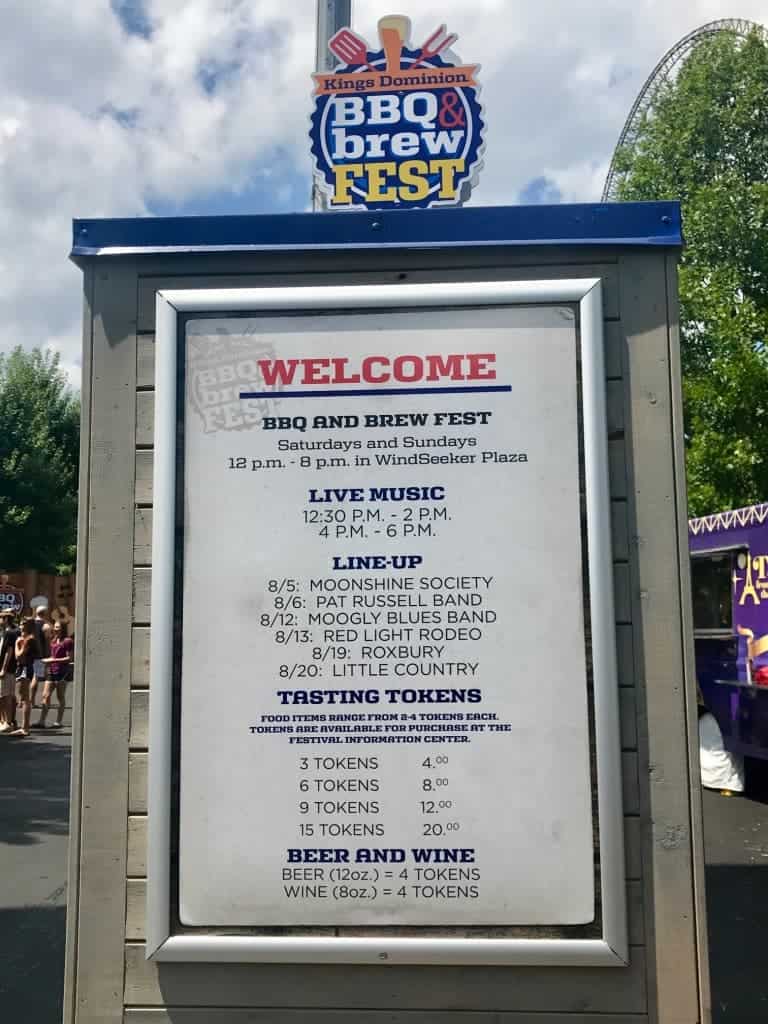 Kings Dominion
BBQ&
brew
FEST
BBQ
brew
FEST
WELCOME
BBQ AND BREW FEST
Saturdays and Sundays
12 p.m. - 8 p.m. in WindSeeker Plaza
LIVE MUSIC
12:30 P.M. - 2 P.M.
4 P.M. - 6 P.M.
LINE-UP
8/5: MOONSHINE SOCIETY
8/6: PAT RUSSELL BAND
8/12: MOOGLY BLUES BAND
8/13: RED LIGHT RODEO
8/19: ROXBURY
8/20: LITTLE COUNTRY
TASTING TOKENS
FOOD ITEMS RANGE FROM 2-4 TOKENS EACH.
TOKENS ARE AVAILABLE FOR PURCHASE AT THE
FESTIVAL INFORMATION CENTER.
3 TOKENS 4.00
6 TOKENS 8.00
9 TOKENS 12.00
15 TOKENS 20.00
BEER AND WINE
BEER (12oz.) = 4 TOKENS
WINE (8oz.) = 4 TOKENS